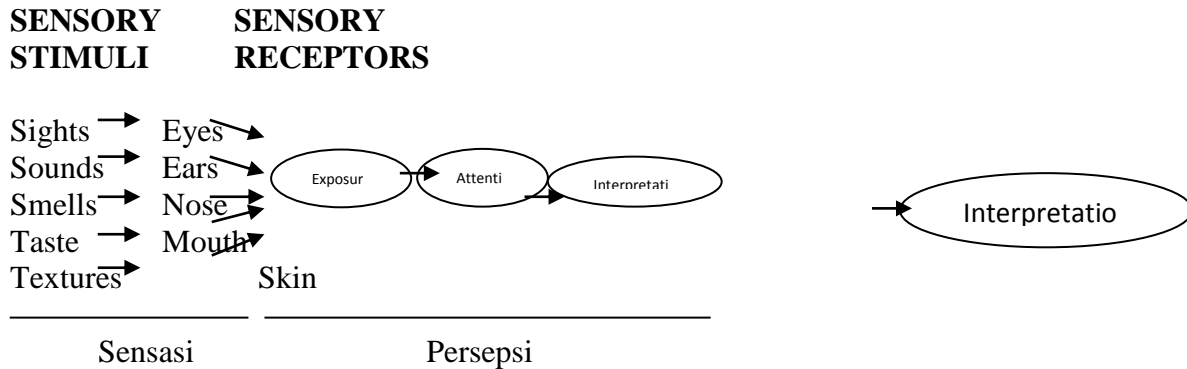 SENSORY SENSORY
STIMULI RECEPTORS
Sights Eyes
Sounds Ears
Exposur Attenti Interpretati
Smells Nose
Interpretatio
Taste Mouth
Textures Skin
Sensasi Persepsi